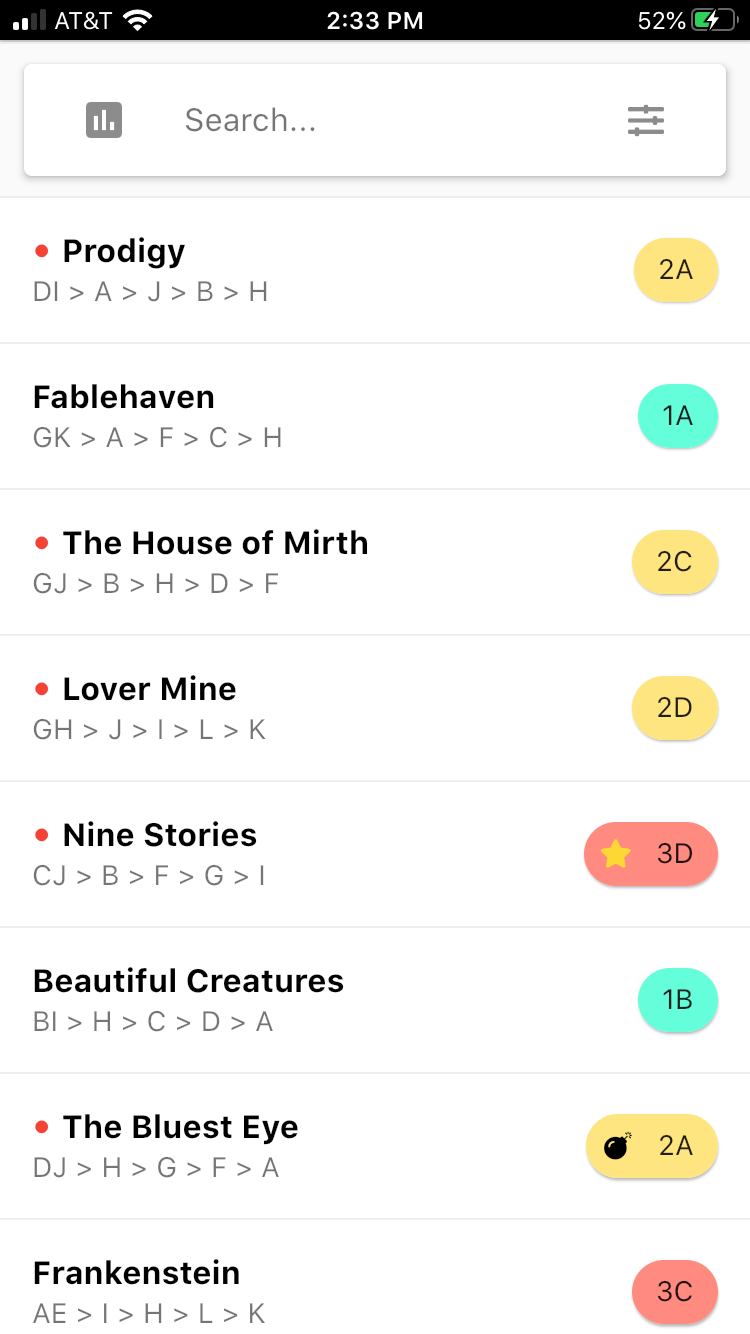 AT&T 2:33 PM 52%
Search...
• Prodigy
DI > A > J > B > H
2A
Fablehaven
GK > A > F > C > H
1A
• The House of Mirth
GJ > B > H > D > F
2C
• Lover Mine
GH > J > I > L > K
2D
• Nine Stories
CJ > B > F > G > I
3D
Beautiful Creatures
BI > H > C > D > A
1B
• The Bluest Eye
DJ > H > G > F > A
2A
Frankenstein
AE > I > H > L > K
3C